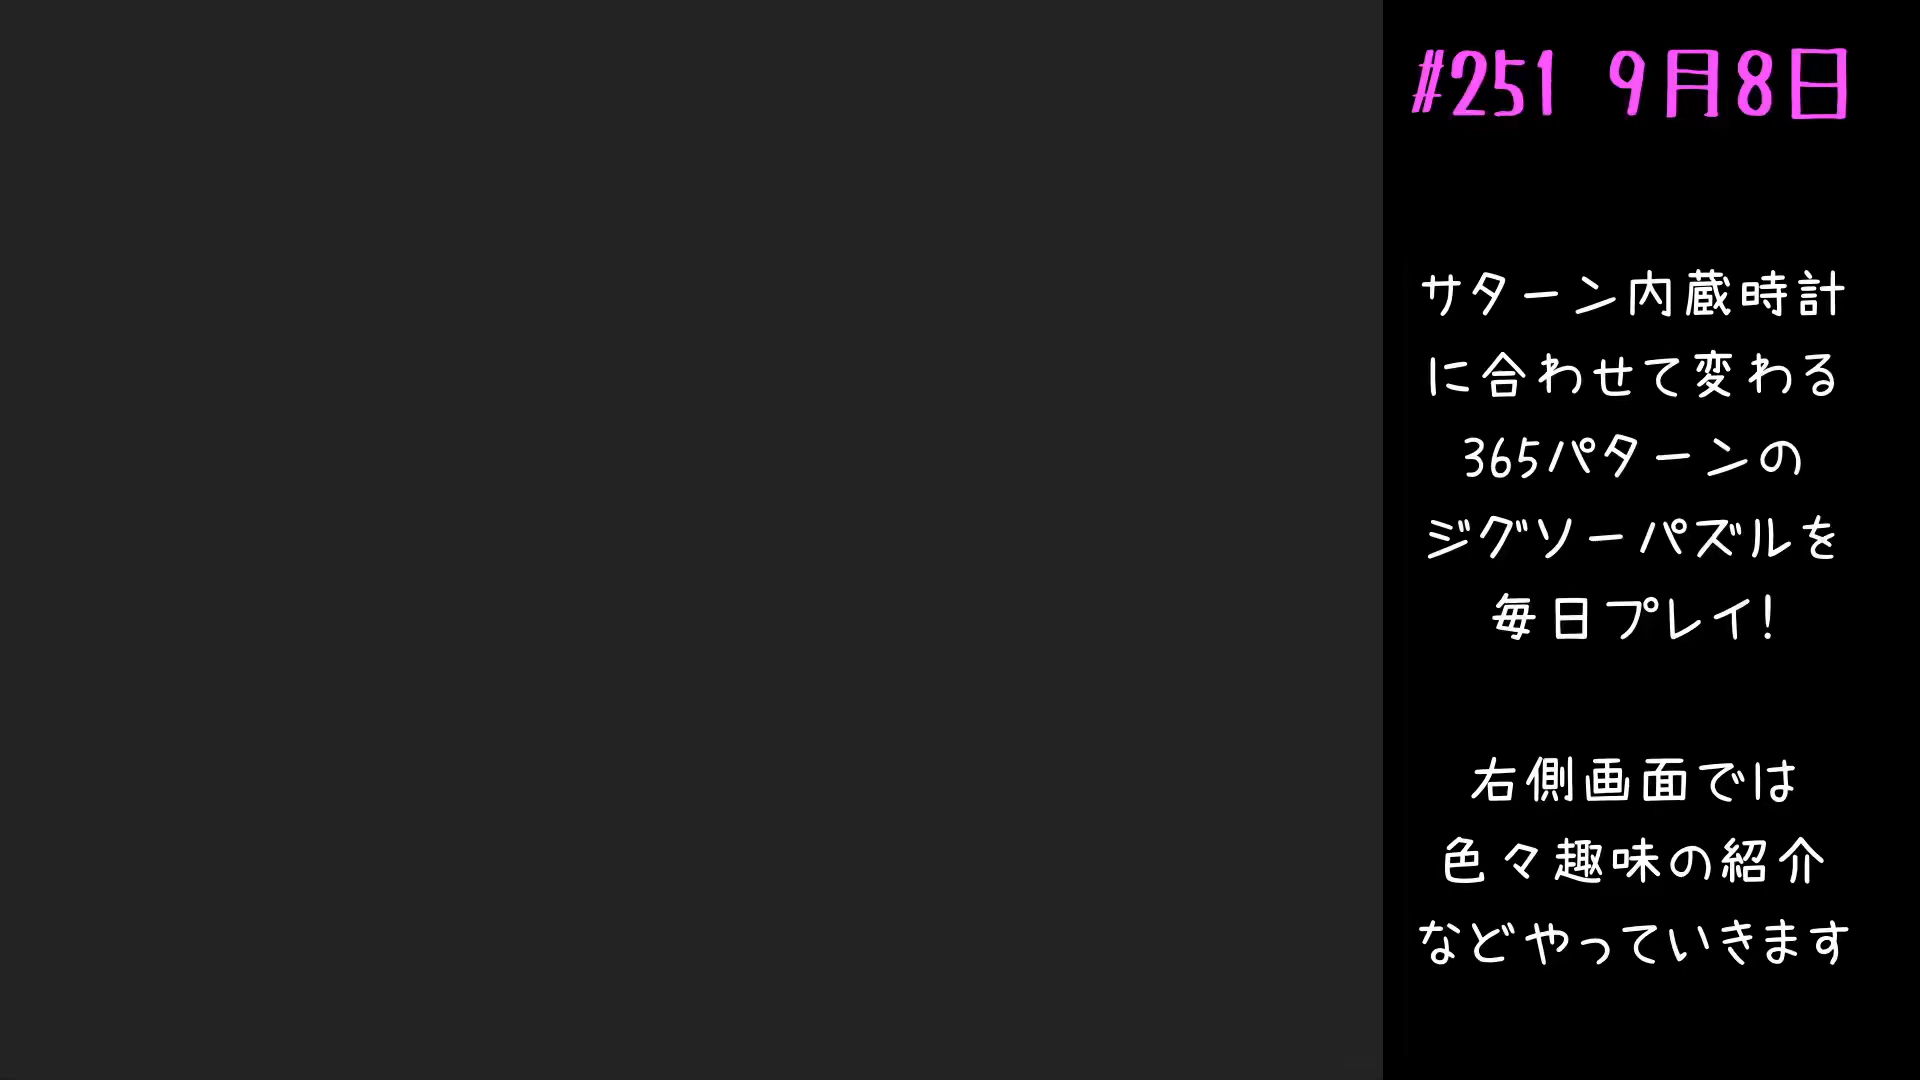 #251 9月8日
サターン内蔵時計
に合わせて変わる
365パターンの
ジグソーパズルを
毎日プレイ!
右側画面では
色々趣味の紹介
などやっていきます